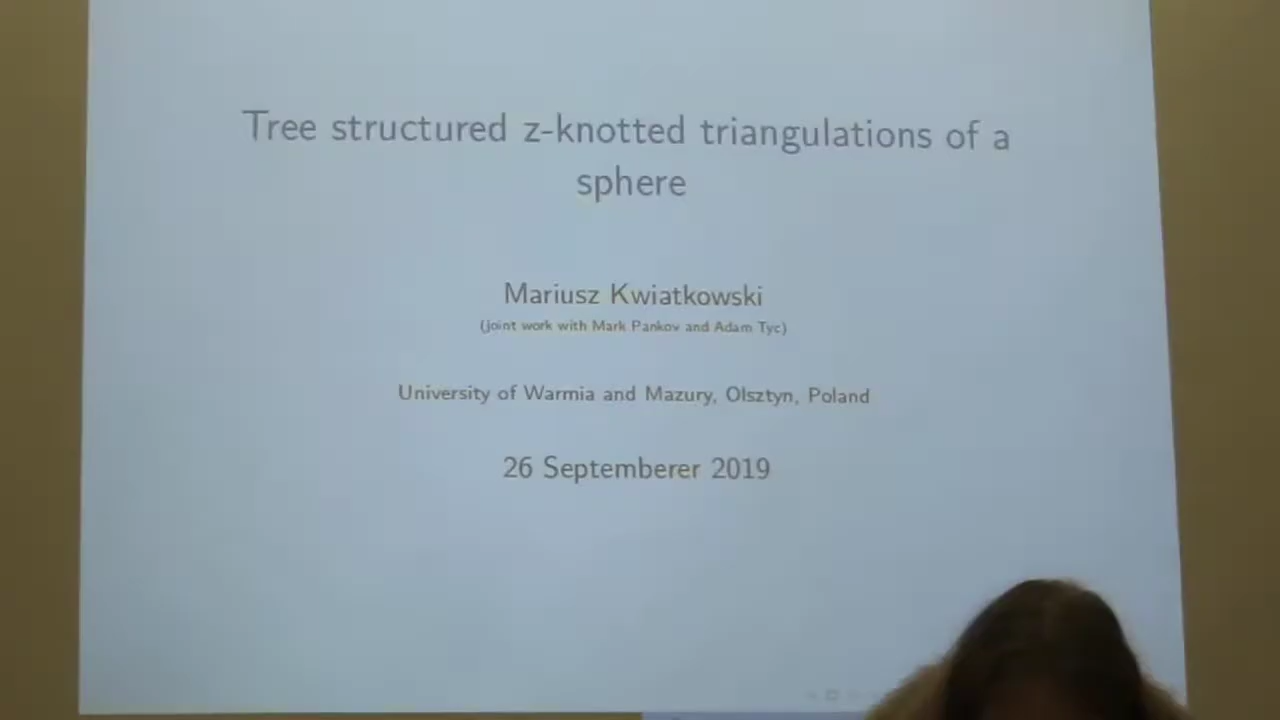 Tree structured z-knotted triangulations of a
sphere
Mariusz Kwiatkowski
(joint work with Mark Pankov and Adam Tyc)
University of Warmia and Mazury, Olsztyn, Poland
26 Septemberer 2019